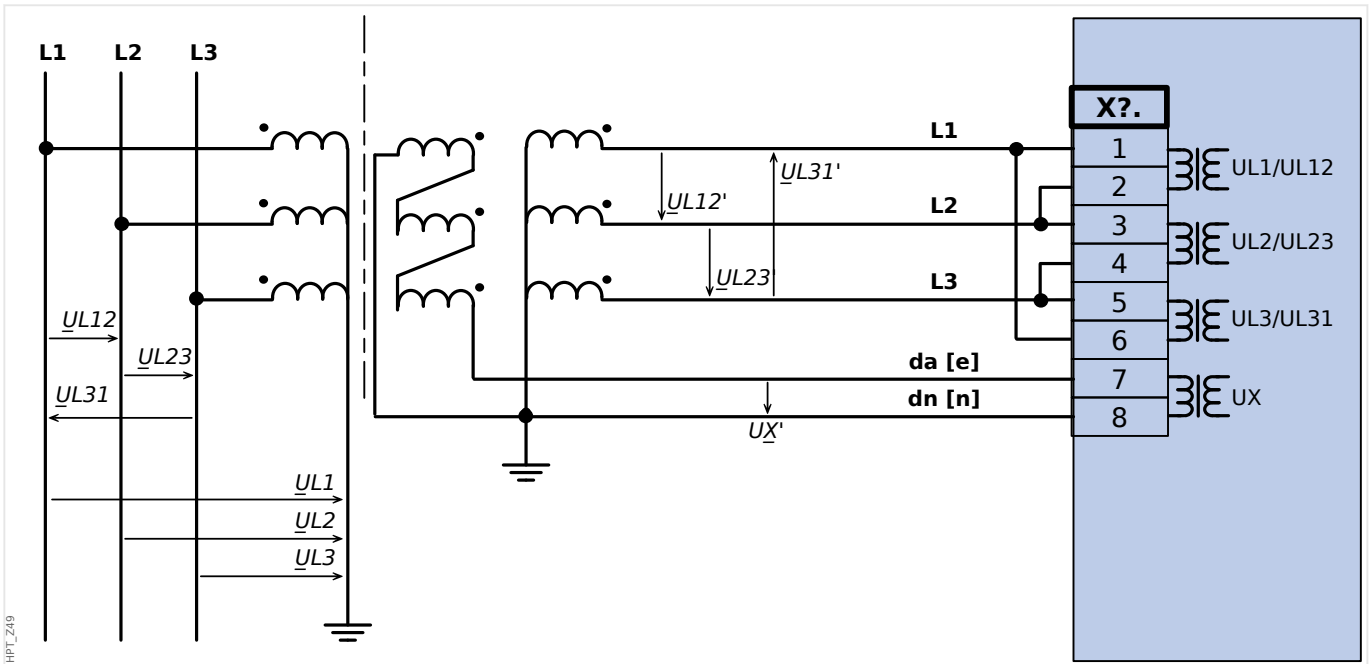 L1 L2 L3
X?.
L1
1
UL31'
UL1/UL12
2
UL12'
L2
3
UL2/UL23
4
UL23'
L3
5
UL12
UL3/UL31
6
UL23
da [e]
7
UL31
dn [n]
UX
8
UX'
UL1
UL2
UL3
HPT_Z49